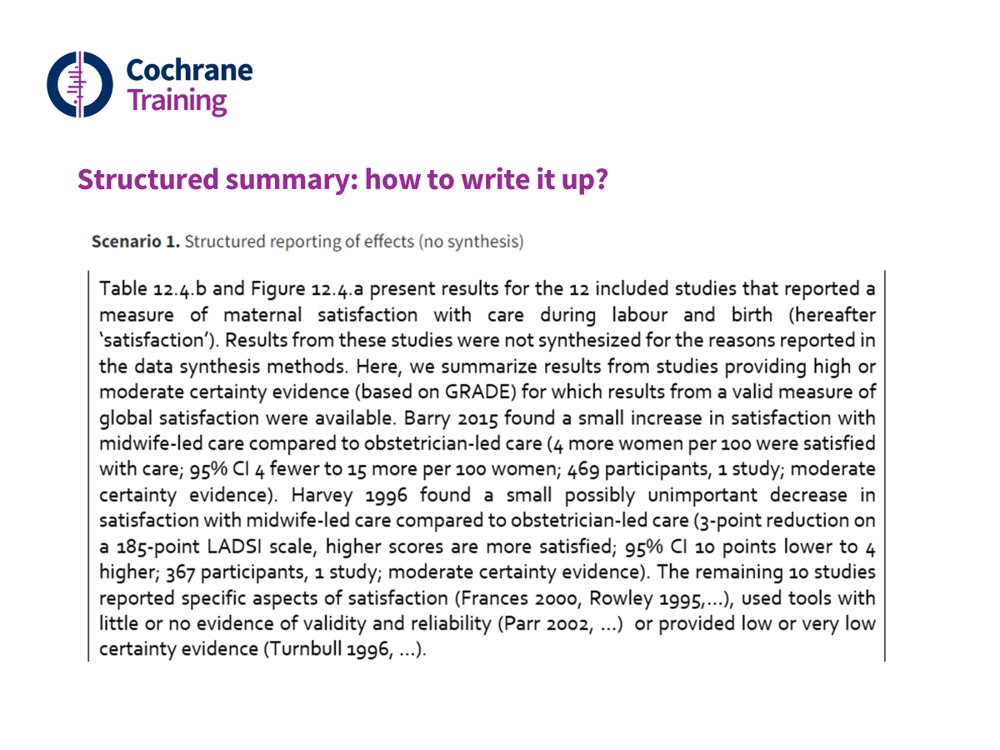 Cochrane
Training
Structured summary: how to write it up?
Scenario 1. Structured reporting of effects (no synthesis)
Table 12.4.b and Figure 12.4.a present results for the 12 included studies that reported a
measure of maternal satisfaction with care during labour and birth (hereafter
‘satisfaction’). Results from these studies were not synthesized for the reasons reported in
the data synthesis methods. Here, we summarize results from studies providing high or
moderate certainty evidence (based on GRADE) for which results from a valid measure of
global satisfaction were available. Barry 2015 found a small increase in satisfaction with
midwife-led care compared to obstetrician-led care (4 more women per 100 were satisfied
with care; 95% CI 4 fewer to 15 more per 100 women; 469 participants, 1 study; moderate
certainty evidence). Harvey 1996 found a small possibly unimportant decrease in
satisfaction with midwife-led care compared to obstetrician-led care (3-point reduction on
a 185-point LADSI scale, higher scores are more satisfied; 95% CI 10 points lower to 4
higher; 367 participants, 1 study; moderate certainty evidence). The remaining 10 studies
reported specific aspects of satisfaction (Frances 2000, Rowley 1995,...), used tools with
little or no evidence of validity and reliability (Parr 2002, ...) or provided low or very low
certainty evidence (Turnbull 1996, ...).